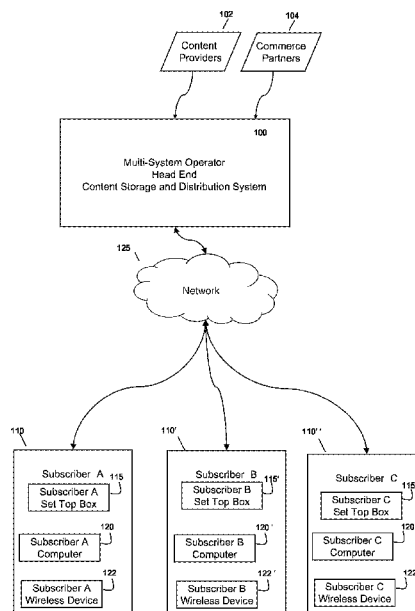 102
104
Content
Providers
Commerce
Partners
100
Multi-System Operator
Head End
Content Storage and Distribution System
125
Network
110
Subscriber A
115
Subscriber A
Set Top Box
120
Subscriber A
Computer
122
Subscriber A
Wireless Device
110'
Subscriber B
115'
Subscriber B
Set Top Box
120'
Subscriber B
Computer
122'
Subscriber B
Wireless Device
110''
Subscriber C
115
Subscriber C
Set Top Box
120
Subscriber C
Computer
122
Subscriber C
Wireless Device